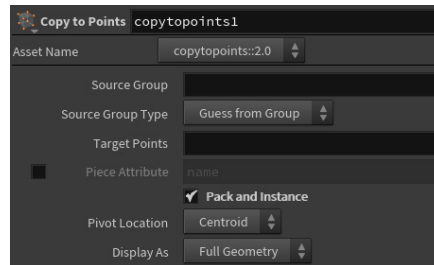 Copy to Points copytopoints1
Asset Name copytopoints::2.0
Source Group
Source Group Type Guess from Group
Target Points
Piece Attribute name
Pack and Instance
Pivot Location Centroid
Display As Full Geometry